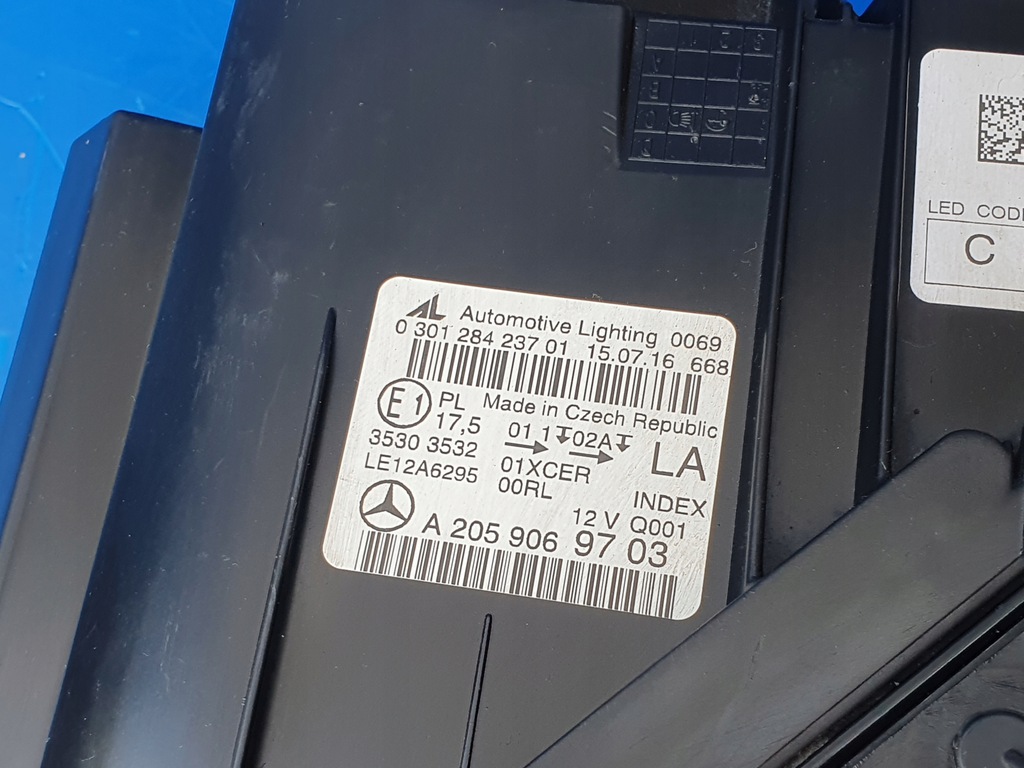 AL Automotive Lighting 0069
0 301 284 237 01 15.07.16 668
E1 PL Made in Czech Republic
17,5 01 1 02A
3530 3532 LA
LE12A6295 01XCER
00RL INDEX
12 V Q001
A 205 906 97 03
LED
C